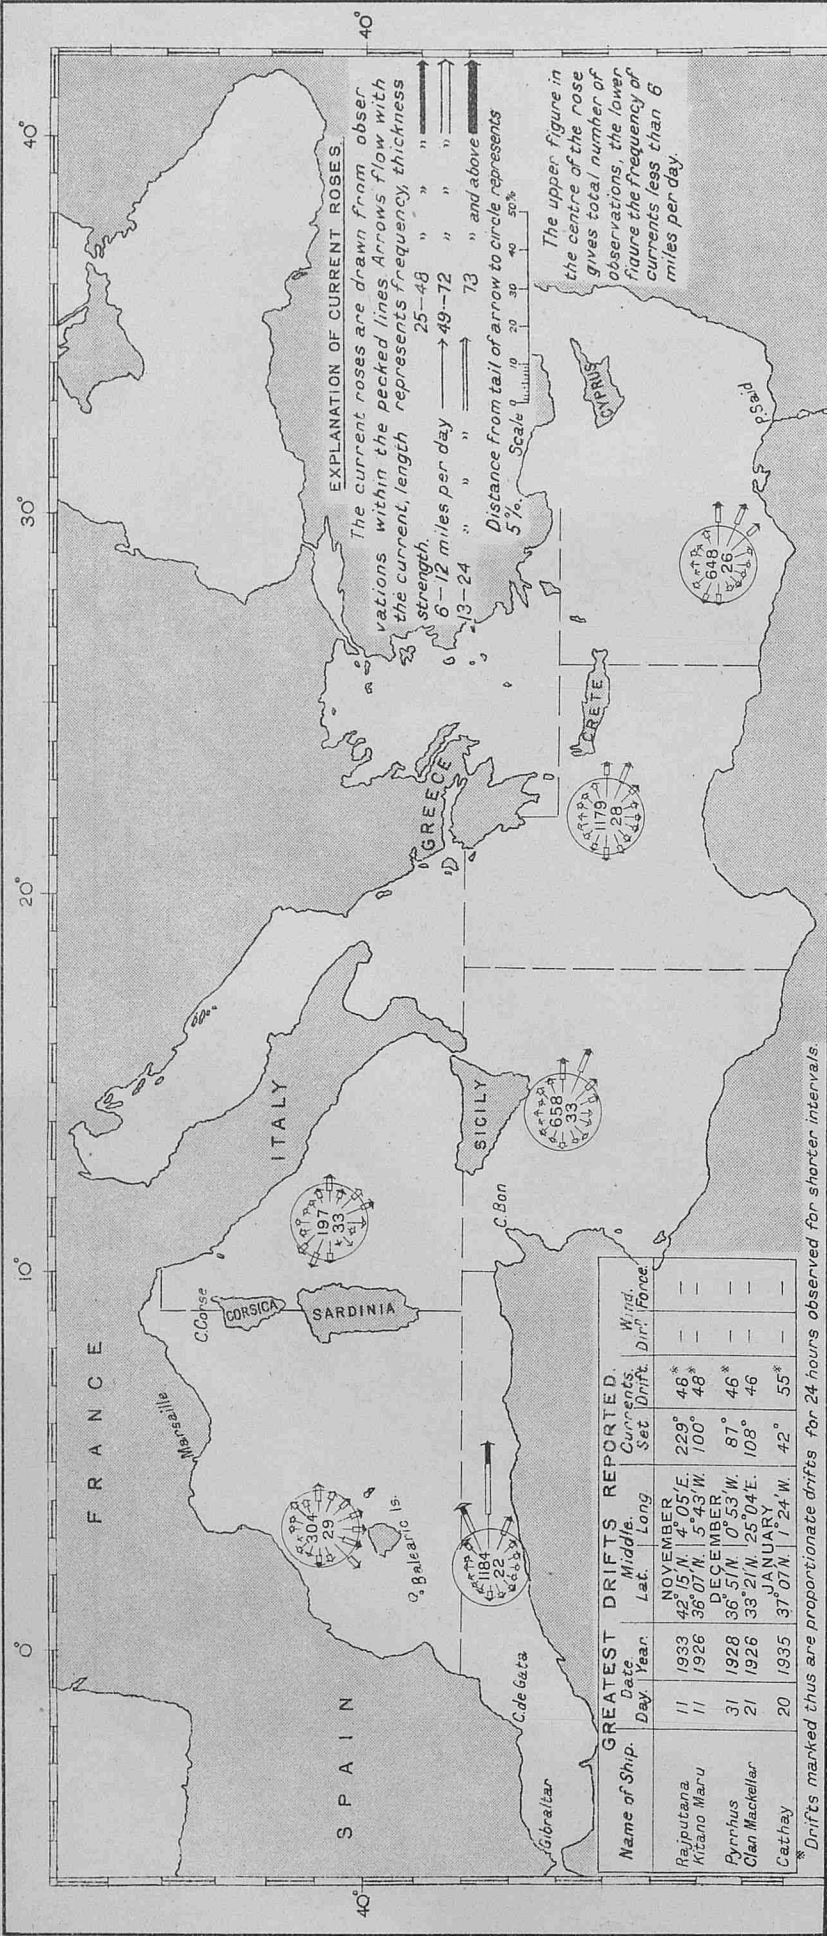 40°
30°
20°
10°
0°
40°
40°
FRANCE
SPAIN
ITALY
GREECE
CORSICA
SARDINIA
SICILY
CRETE
CYPRUS
Marsaille
C.Corse
Balearic Is.
C.de Gata
Gibraltar
C.Bon
P.Said
304
29
197
33
1184
22
658
33
1179
28
648
26
EXPLANATION OF CURRENT ROSES.
The current roses are drawn from obser
vations within the pecked lines. Arrows flow with
the current, length represents frequency, thickness
strength.
6—12 miles per day
13—24 " " "
25—48 " " "
49—72 " " "
73 " and above
Distance from tail of arrow to circle represents
5%. Scale 0 10 20 30 40 50%
The upper figure in
the centre of the rose
gives total number of
observations, the lower
figure the frequency of
currents less than 6
miles per day.
GREATEST DRIFTS REPORTED.
Name of Ship. Date. Middle. Currents. Wind.
Day. Year. Lat. Long Set Drift. Dirn. Force.
NOVEMBER
Rajputana 11 1933 42°15'N. 4°05'E. 229° 48* — —
Kitano Maru 11 1926 36°07'N. 5°43'W. 100° 48* — —
DECEMBER
Pyrrhus 31 1928 36°51'N. 0°53'W. 87° 46* — —
Clan Mackellar 21 1926 33°21'N. 25°04'E. 108° 46 — —
JANUARY
Cathay 20 1935 37°07'N. 1°24'W. 42° 55* — —
* Drifts marked thus are proportionate drifts for 24 hours observed for shorter intervals.